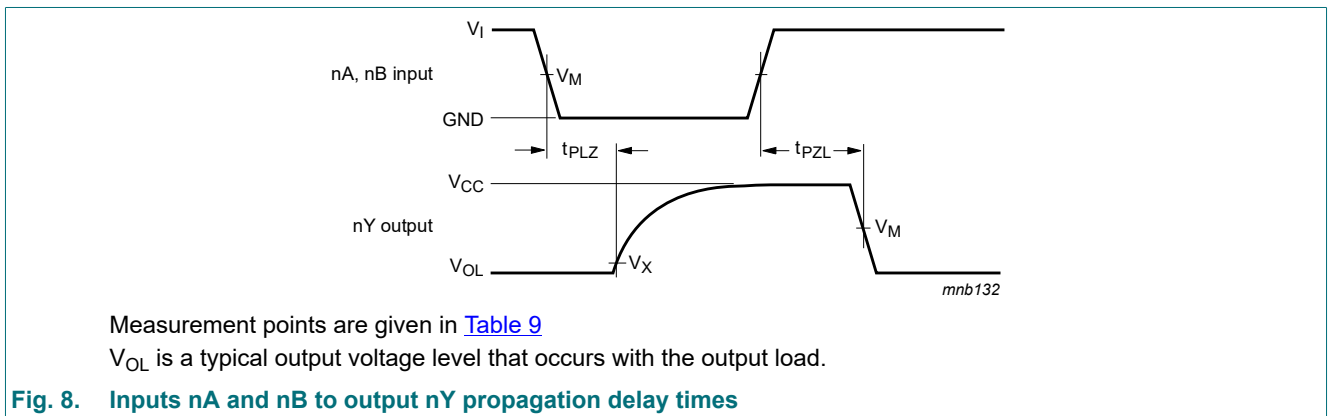 V_I
nA, nB input
V_M
GND
t_PLZ
t_PZL
V_CC
nY output
V_M
V_OL
V_X
mnb132
Measurement points are given in Table 9
V_OL is a typical output voltage level that occurs with the output load.
Fig. 8. Inputs nA and nB to output nY propagation delay times